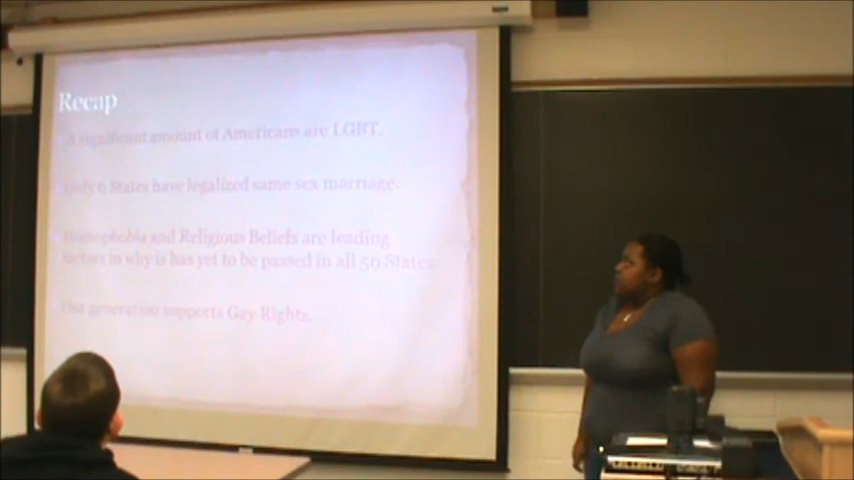 Recap
A significant amount of Americans are LGBT.
Only 6 States have legalized same sex marriage.
Homophobia and Religious Beliefs are leading
factors in why is has yet to be passed in all 50 States.
Our generation supports Gay Rights.